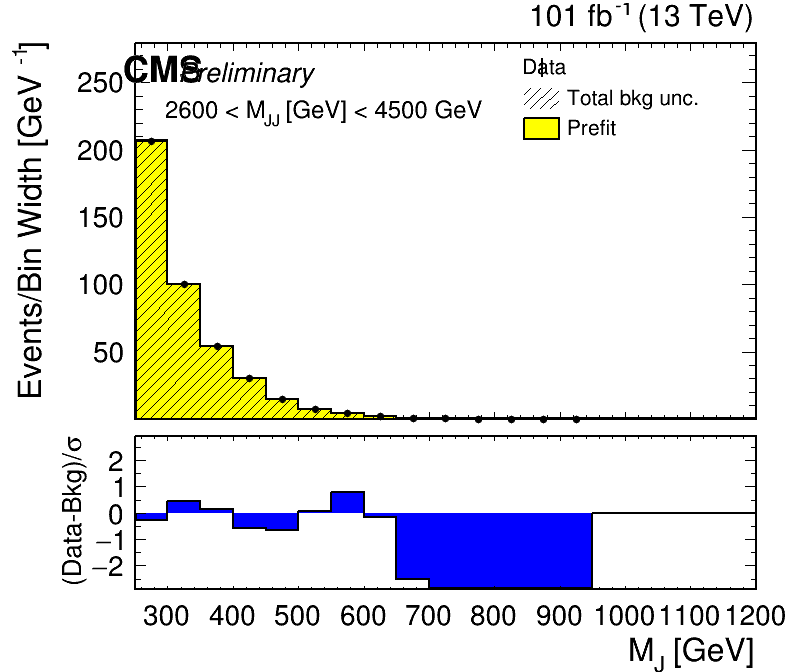 101 fb-1 (13 TeV)
CMS Preliminary
Data
2600 < MJJ [GeV] < 4500 GeV
Total bkg unc.
Prefit
Events/Bin Width [GeV-1]
250
200
150
100
50
(Data-Bkg)/σ
2
1
0
−1
−2
300 400 500 600 700 800 900 1000 1100 1200
MJ [GeV]